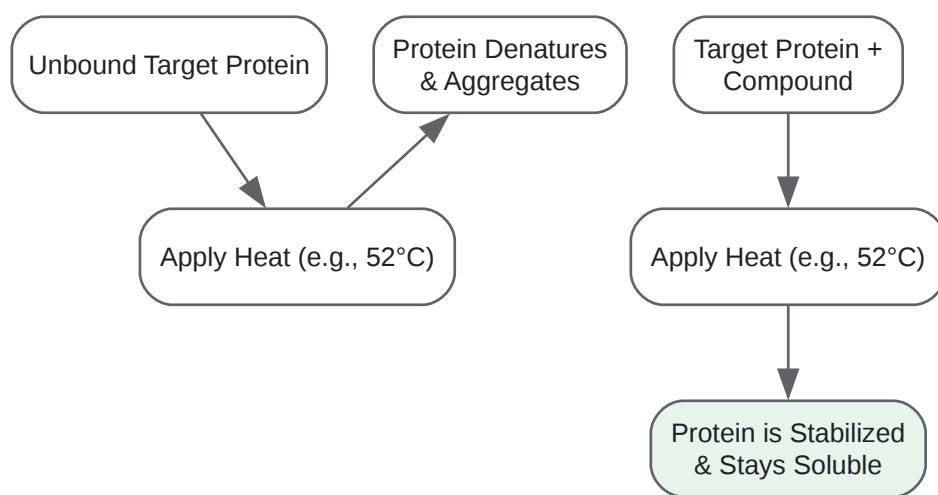 Unbound Target Protein
Protein Denatures
& Aggregates
Target Protein +
Compound
Apply Heat (e.g., 52°C)
Apply Heat (e.g., 52°C)
Protein is Stabilized
& Stays Soluble